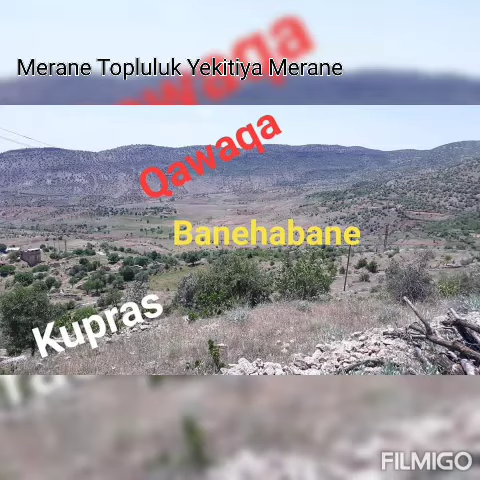 Merane Topluluk Yekitiya Merane
Qawaqa
Banehabane
Kupras
FILMIGO